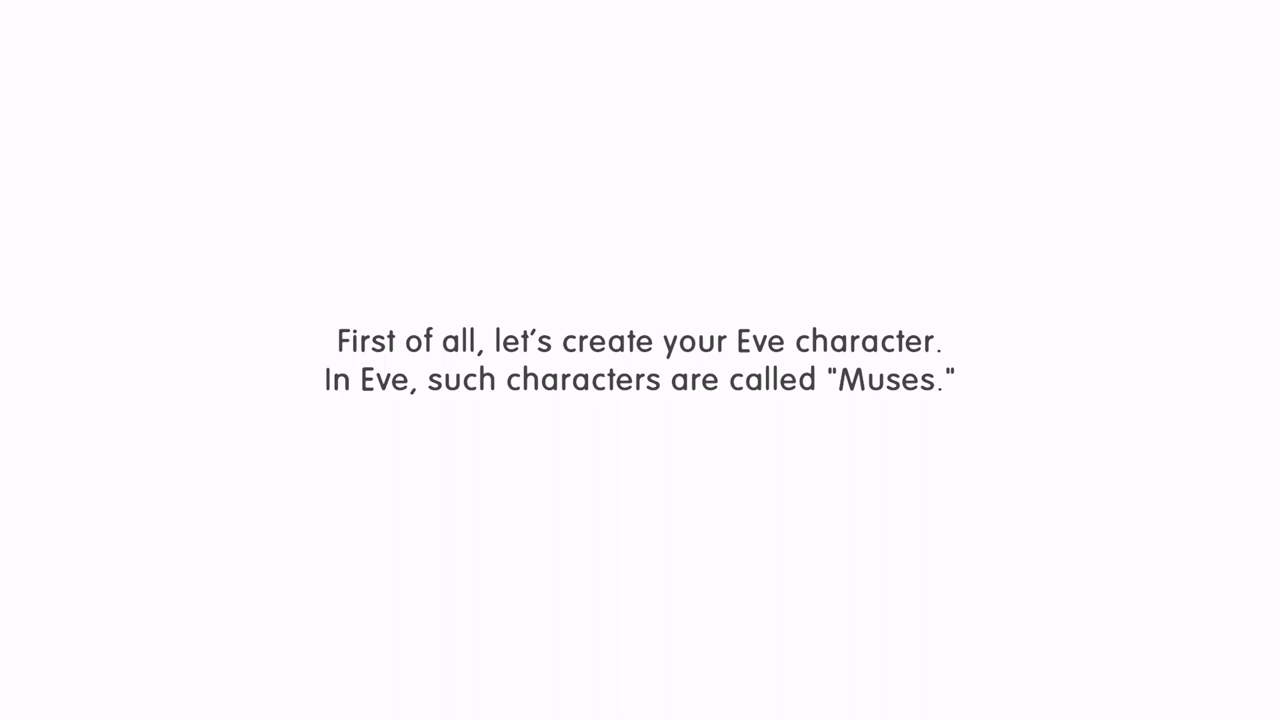 First of all, let's create your Eve character.
In Eve, such characters are called "Muses."